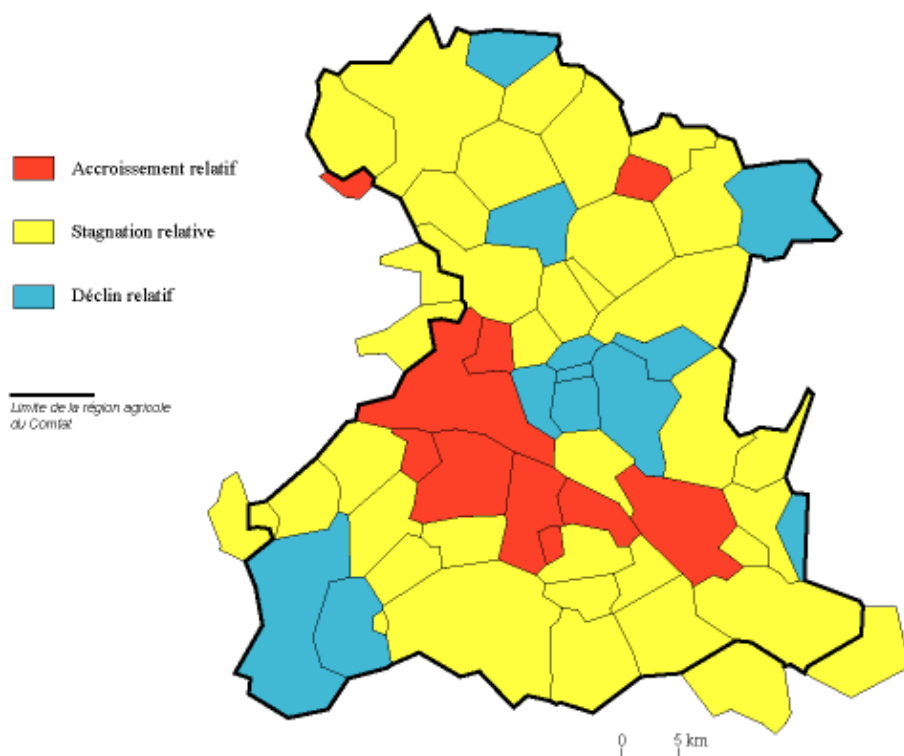 Accroissement relatif
Stagnation relative
Déclin relatif
Limite de la région agricole
du Comtat
0 5 km